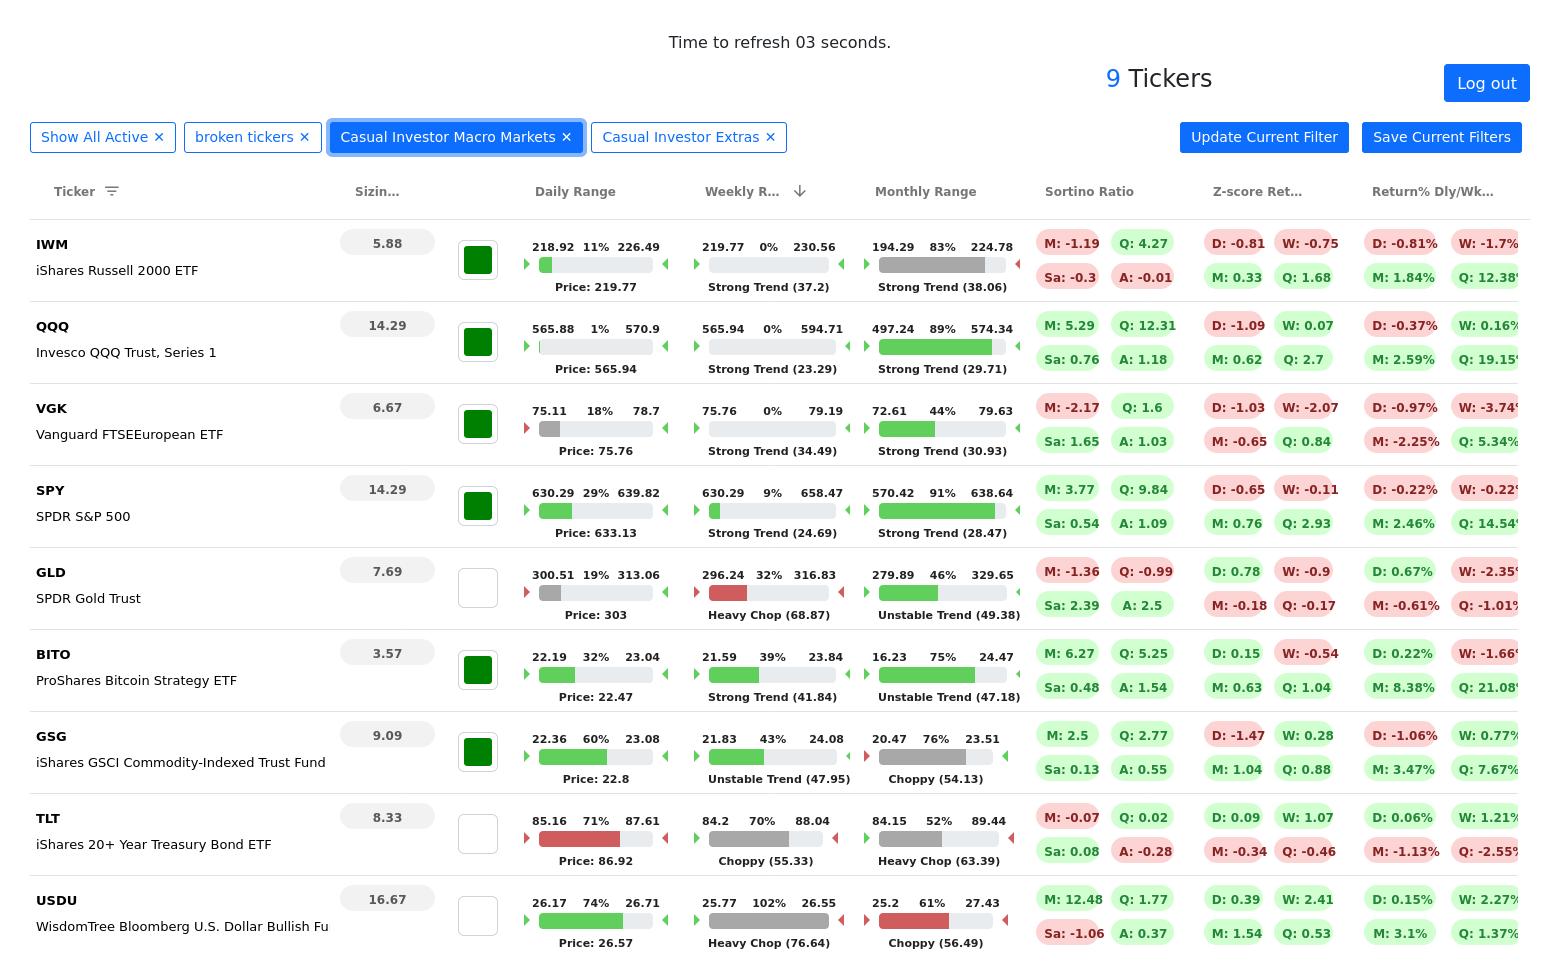 Time to refresh 03 seconds.
9 Tickers
Log out
Show All Active ✕ broken tickers ✕ Casual Investor Macro Markets ✕ Casual Investor Extras ✕ Update Current Filter Save Current Filters
Ticker Sizin… Daily Range Weekly R… Monthly Range Sortino Ratio Z-score Ret… Return% Dly/Wk…
IWM 5.88 218.92 11% 226.49 219.77 0% 230.56 194.29 83% 224.78 M: -1.19 Q: 4.27 D: -0.81 W: -0.75 D: -0.81% W: -1.7%
iShares Russell 2000 ETF Price: 219.77 Strong Trend (37.2) Strong Trend (38.06) Sa: -0.3 A: -0.01 M: 0.33 Q: 1.68 M: 1.84% Q: 12.38%
QQQ 14.29 565.88 1% 570.9 565.94 0% 594.71 497.24 89% 574.34 M: 5.29 Q: 12.31 D: -1.09 W: 0.07 D: -0.37% W: 0.16%
Invesco QQQ Trust, Series 1 Price: 565.94 Strong Trend (23.29) Strong Trend (29.71) Sa: 0.76 A: 1.18 M: 0.62 Q: 2.7 M: 2.59% Q: 19.15%
VGK 6.67 75.11 18% 78.7 75.76 0% 79.19 72.61 44% 79.63 M: -2.17 Q: 1.6 D: -1.03 W: -2.07 D: -0.97% W: -3.74%
Vanguard FTSEEuropean ETF Price: 75.76 Strong Trend (34.49) Strong Trend (30.93) Sa: 1.65 A: 1.03 M: -0.65 Q: 0.84 M: -2.25% Q: 5.34%
SPY 14.29 630.29 29% 639.82 630.29 9% 658.47 570.42 91% 638.64 M: 3.77 Q: 9.84 D: -0.65 W: -0.11 D: -0.22% W: -0.22%
SPDR S&P 500 Price: 633.13 Strong Trend (24.69) Strong Trend (28.47) Sa: 0.54 A: 1.09 M: 0.76 Q: 2.93 M: 2.46% Q: 14.54%
GLD 7.69 300.51 19% 313.06 296.24 32% 316.83 279.89 46% 329.65 M: -1.36 Q: -0.99 D: 0.78 W: -0.9 D: 0.67% W: -2.35%
SPDR Gold Trust Price: 303 Heavy Chop (68.87) Unstable Trend (49.38) Sa: 2.39 A: 2.5 M: -0.18 Q: -0.17 M: -0.61% Q: -1.01%
BITO 3.57 22.19 32% 23.04 21.59 39% 23.84 16.23 75% 24.47 M: 6.27 Q: 5.25 D: 0.15 W: -0.54 D: 0.22% W: -1.66%
ProShares Bitcoin Strategy ETF Price: 22.47 Strong Trend (41.84) Unstable Trend (47.18) Sa: 0.48 A: 1.54 M: 0.63 Q: 1.04 M: 8.38% Q: 21.08%
GSG 9.09 22.36 60% 23.08 21.83 43% 24.08 20.47 76% 23.51 M: 2.5 Q: 2.77 D: -1.47 W: 0.28 D: -1.06% W: 0.77%
iShares GSCI Commodity-Indexed Trust Fund Price: 22.8 Unstable Trend (47.95) Choppy (54.13) Sa: 0.13 A: 0.55 M: 1.04 Q: 0.88 M: 3.47% Q: 7.67%
TLT 8.33 85.16 71% 87.61 84.2 70% 88.04 84.15 52% 89.44 M: -0.07 Q: 0.02 D: 0.09 W: 1.07 D: 0.06% W: 1.21%
iShares 20+ Year Treasury Bond ETF Price: 86.92 Choppy (55.33) Heavy Chop (63.39) Sa: 0.08 A: -0.28 M: -0.34 Q: -0.46 M: -1.13% Q: -2.55%
USDU 16.67 26.17 74% 26.71 25.77 102% 26.55 25.2 61% 27.43 M: 12.48 Q: 1.77 D: 0.39 W: 2.41 D: 0.15% W: 2.27%
WisdomTree Bloomberg U.S. Dollar Bullish Fu Price: 26.57 Heavy Chop (76.64) Choppy (56.49) Sa: -1.06 A: 0.37 M: 1.54 Q: 0.53 M: 3.1% Q: 1.37%